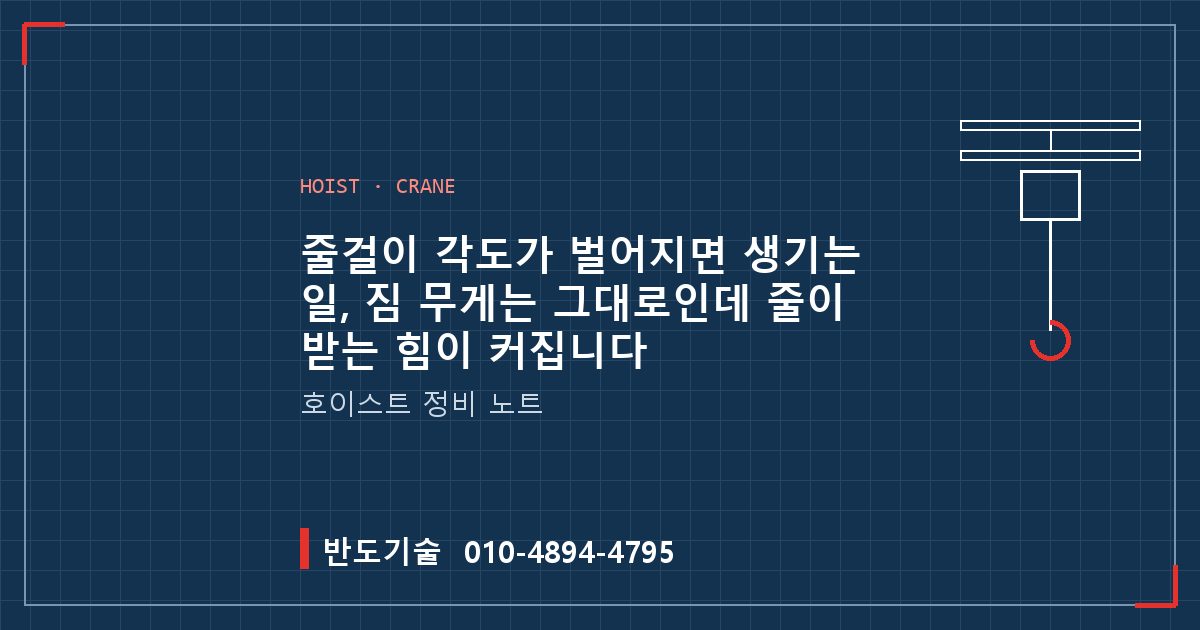 HOIST · CRANE
줄걸이 각도가 벌어지면 생기는
일, 짐 무게는 그대로인데 줄이
받는 힘이 커집니다
호이스트 정비 노트
반도기술 010-4894-4795